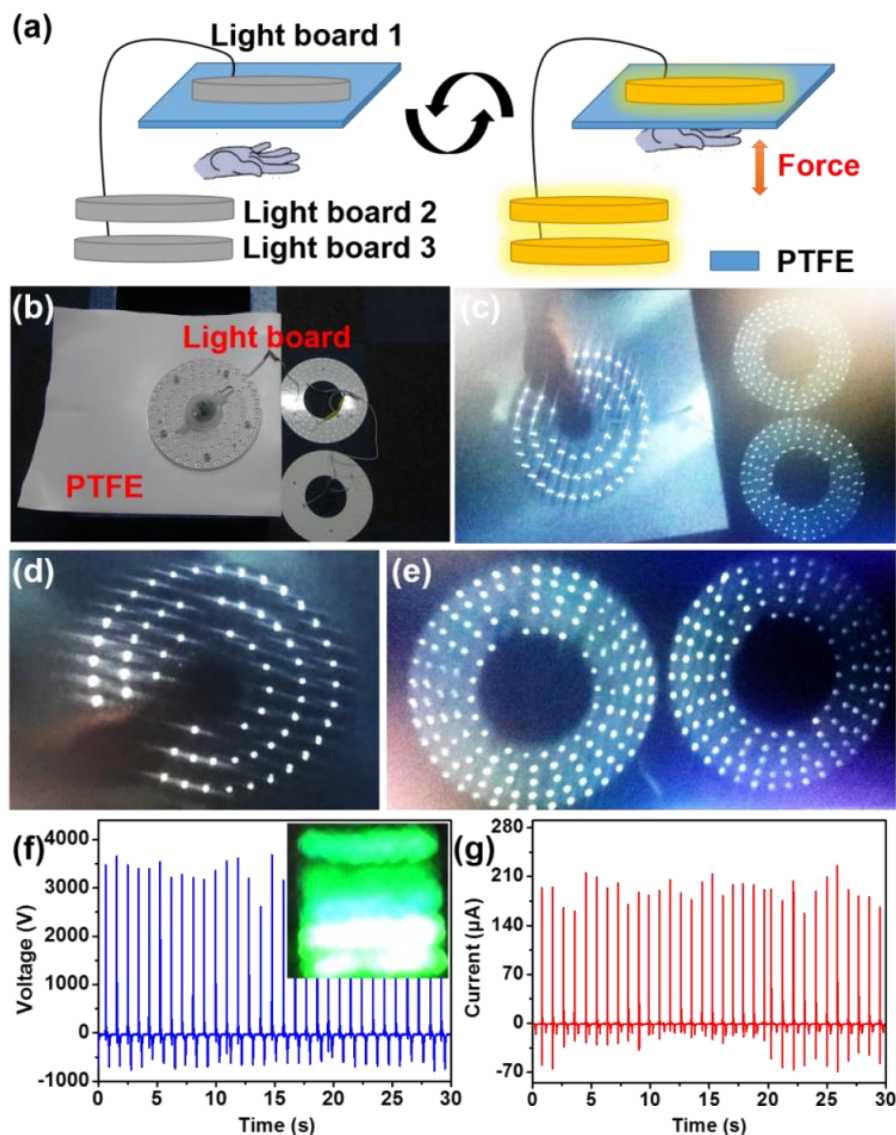 (a)
Light board 1
Force
Light board 2
Light board 3
PTFE
(b)
Light board
PTFE
(c)
(d)
(e)
(f)
4000
3000
2000
1000
0
-1000
Voltage (V)
0 5 10 15 20 25 30
Time (s)
(g)
280
210
140
70
0
-70
Current (μA)
0 5 10 15 20 25 30
Time (s)